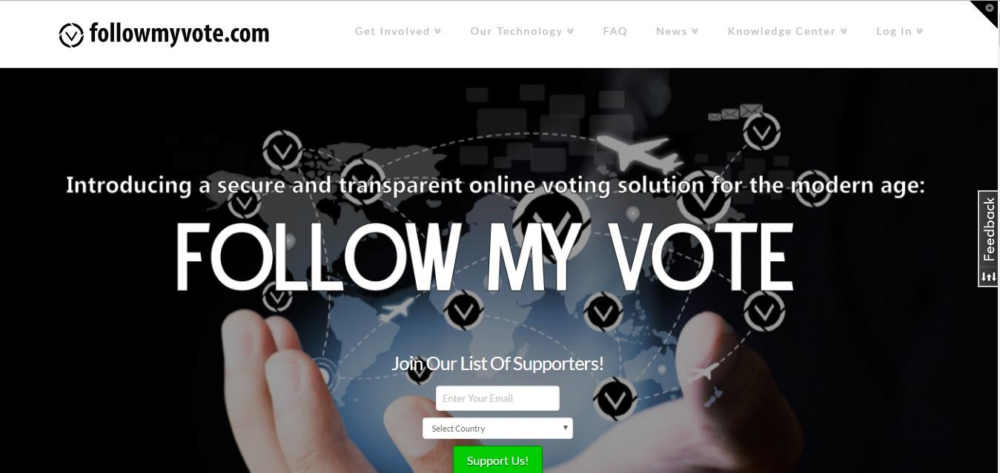 followmyvote.com
Get Involved
Our Technology
FAQ
News
Knowledge Center
Log In
Introducing a secure and transparent online voting solution for the modern age:
FOLLOW MY VOTE
Feedback
Join Our List Of Supporters!
Enter Your Email
Select Country
Support Us!